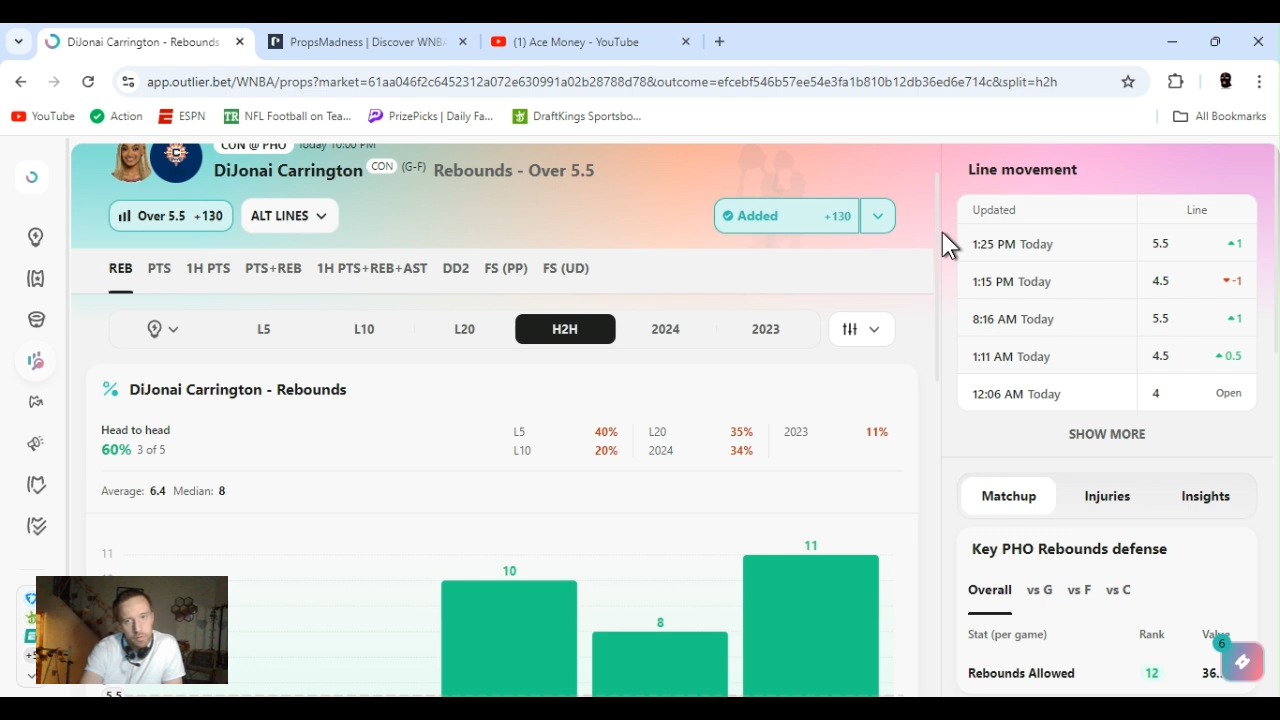 DiJonai Carrington - Rebounds
PropsMadness | Discover WNBA
(1) Ace Money - YouTube
app.outlier.bet/WNBA/props?market=61aa046f2c6452312a072e630991a02b28788d78&outcome=efcebf546b57ee54e3fa1b810b12db36ed6e714c&split=h2h
YouTube
Action
ESPN
NFL Football on Tea...
PrizePicks | Daily Fa...
DraftKings Sportsbo...
All Bookmarks
CON @ PHO Today 10:00 PM
DiJonai Carrington CON (G-F) Rebounds - Over 5.5
Over 5.5 +130
ALT LINES
Added +130
REB PTS 1H PTS PTS+REB 1H PTS+REB+AST DD2 FS (PP) FS (UD)
L5 L10 L20 H2H 2024 2023
DiJonai Carrington - Rebounds
Head to head
60% 3 of 5
L5 40% L20 35% 2023 11%
L10 20% 2024 34%
Average: 6.4 Median: 8
11
10
8
11
5.5
Line movement
Updated Line
1:25 PM Today 5.5 1
1:15 PM Today 4.5 -1
8:16 AM Today 5.5 1
1:11 AM Today 4.5 0.5
12:06 AM Today 4 Open
SHOW MORE
Matchup Injuries Insights
Key PHO Rebounds defense
Overall vs G vs F vs C
Stat (per game) Rank
6
Rebounds Allowed 12 36..